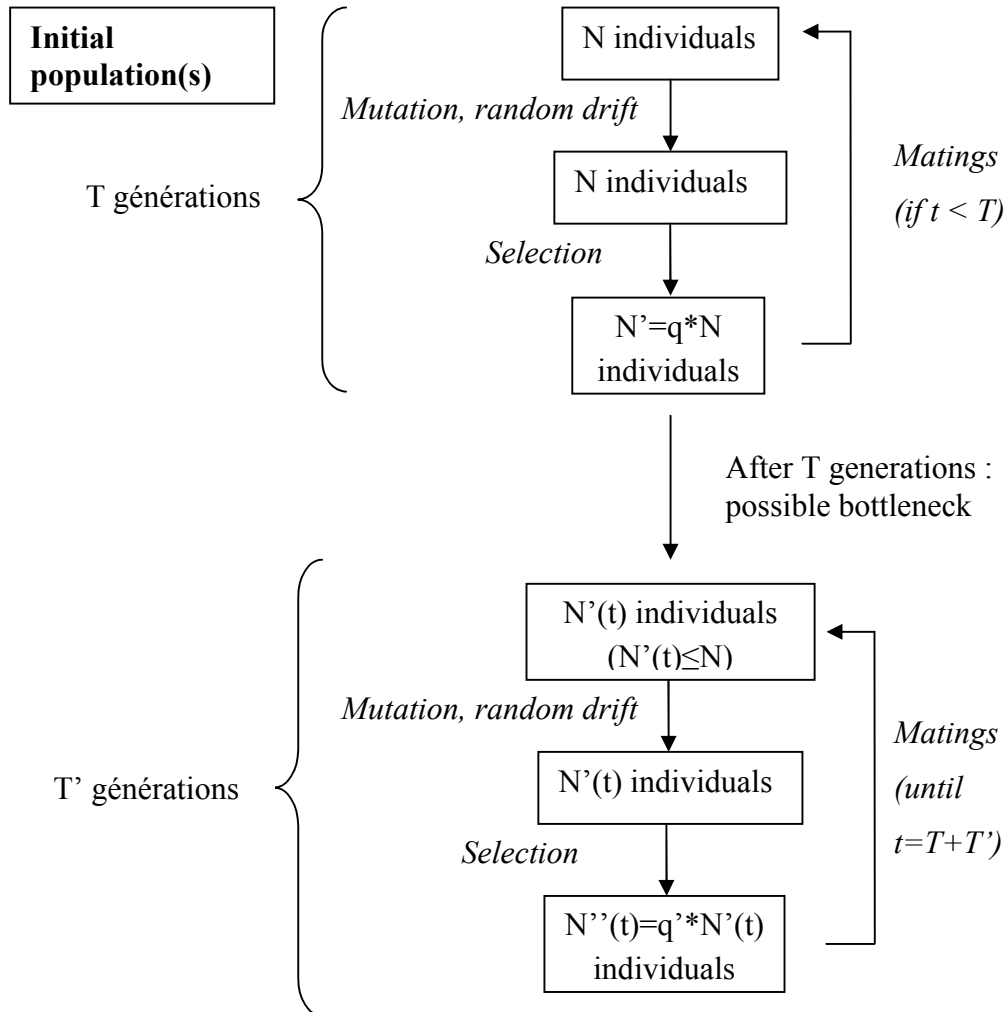 Initial
population(s)
N individuals
Mutation, random drift
Matings
(if t < T)
N individuals
T générations
Selection
N’=q*N
individuals
After T generations :
possible bottleneck
N’(t) individuals
(N’(t)≤N)
Mutation, random drift
Matings
(until
t=T+T’)
N’(t) individuals
T’ générations
Selection
N’’(t)=q’*N’(t)
individuals